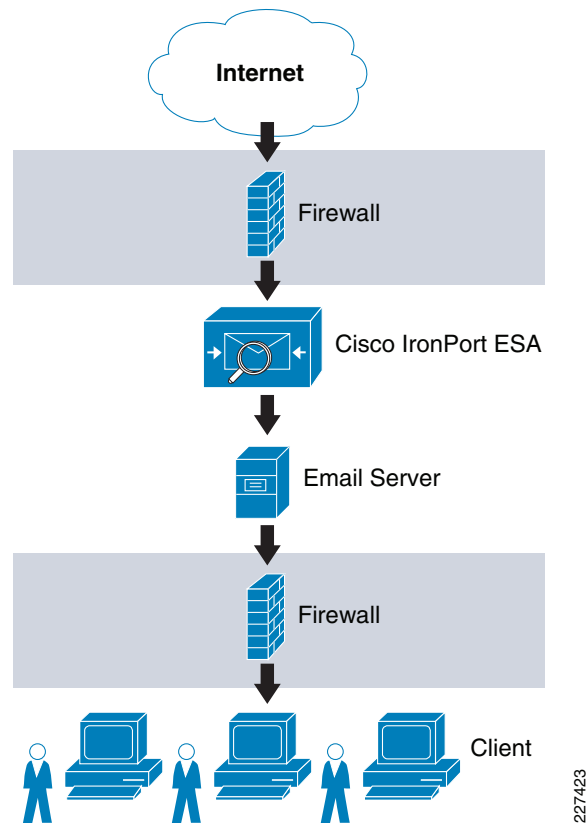 Internet
Firewall
Cisco IronPort ESA
Email Server
Firewall
Client
227423